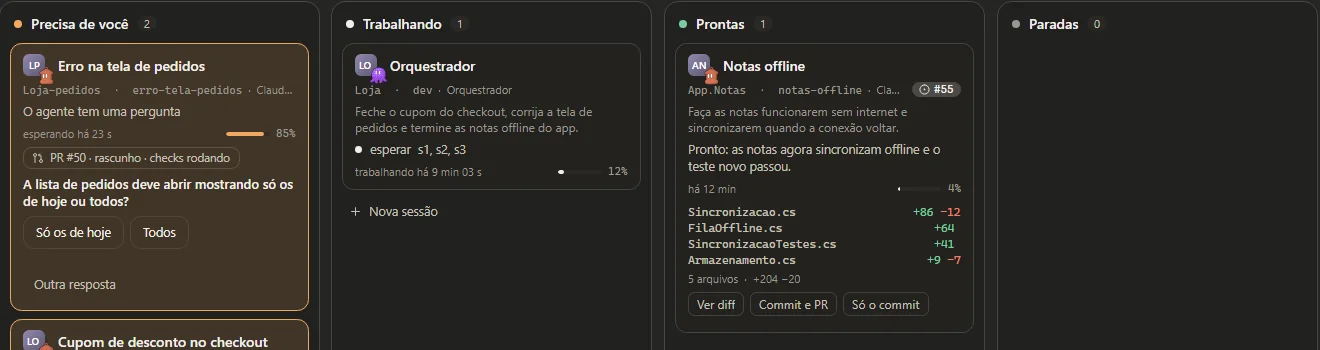 Precisa de você 2
LP Erro na tela de pedidos
Loja-pedidos · erro-tela-pedidos · Claud…
O agente tem uma pergunta
esperando há 23 s 85%
PR #50 · rascunho · checks rodando
A lista de pedidos deve abrir mostrando só os
de hoje ou todos?
Só os de hoje Todos
Outra resposta
LO Cupom de desconto no checkout
Trabalhando 1
LO Orquestrador
Loja · dev · Orquestrador
Feche o cupom do checkout, corrija a tela de
pedidos e termine as notas offline do app.
esperar s1, s2, s3
trabalhando há 9 min 03 s 12%
+ Nova sessão
Prontas 1
AN Notas offline
App.Notas · notas-offline · Cla… #55
Faça as notas funcionarem sem internet e
sincronizarem quando a conexão voltar.
Pronto: as notas agora sincronizam offline e o
teste novo passou.
há 12 min 4%
Sincronizacao.cs +86 −12
FilaOffline.cs +64
SincronizacaoTestes.cs +41
Armazenamento.cs +9 −7
5 arquivos · +204 −20
Ver diff Commit e PR Só o commit
Paradas 0